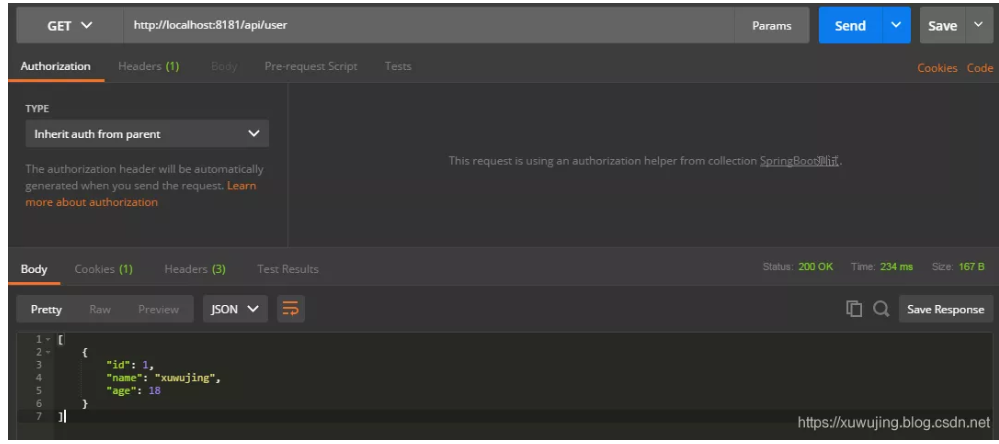 GET http://localhost:8181/api/user Params Send Save
Authorization Headers (1) Body Pre-request Script Tests Cookies Code
TYPE
Inherit auth from parent
The authorization header will be automatically
generated when you send the request. Learn
more about authorization
This request is using an authorization helper from collection SpringBoot测试.
Body Cookies (1) Headers (3) Test Results Status: 200 OK Time: 234 ms Size: 167 B
Pretty Raw Preview JSON Save Response
1 [
2 {
3 "id": 1,
4 "name": "xuwujing",
5 "age": 18
6 }
7 ]
https://xuwujing.blog.csdn.net